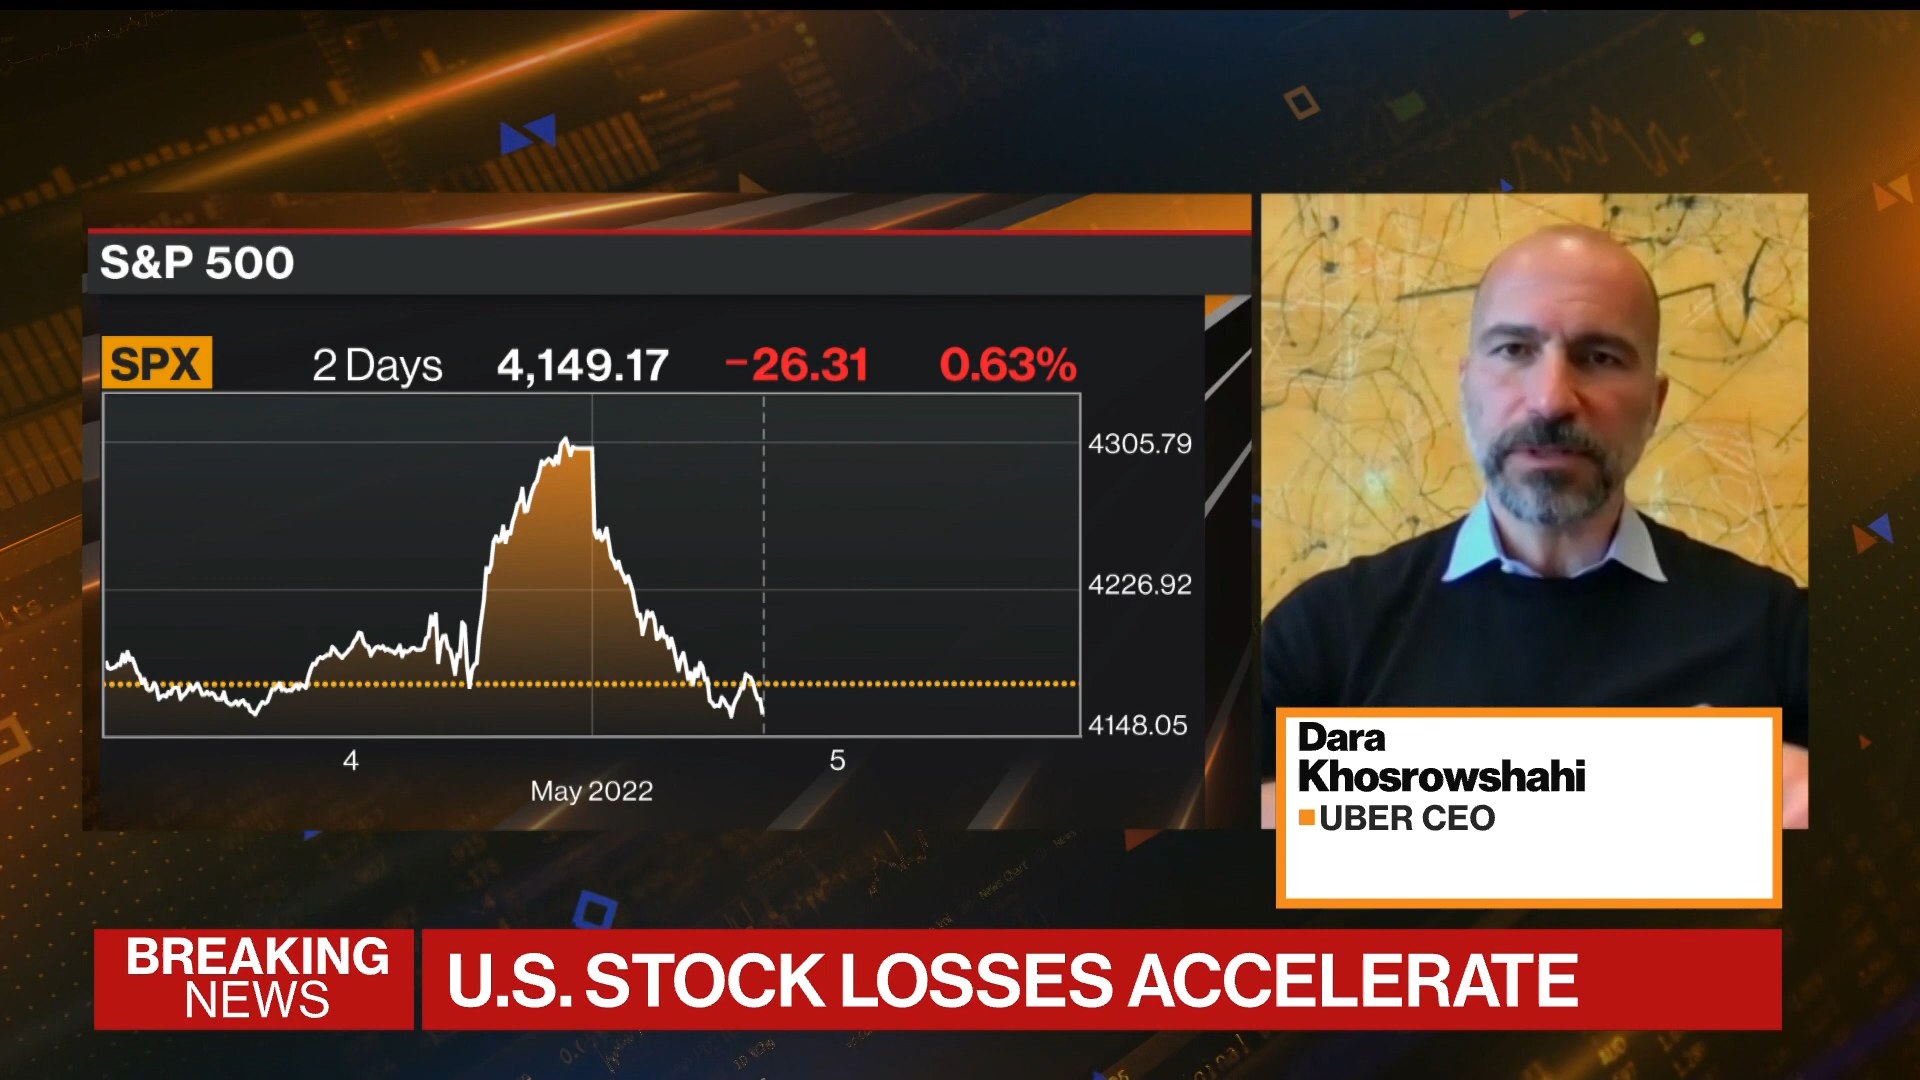 S&P 500
SPX 2 Days 4,149.17 -26.31 0.63%
4305.79
4226.92
4148.05
4 5
May 2022
Dara
Khosrowshahi
UBER CEO
BREAKING
NEWS
U.S. STOCK LOSSES ACCELERATE